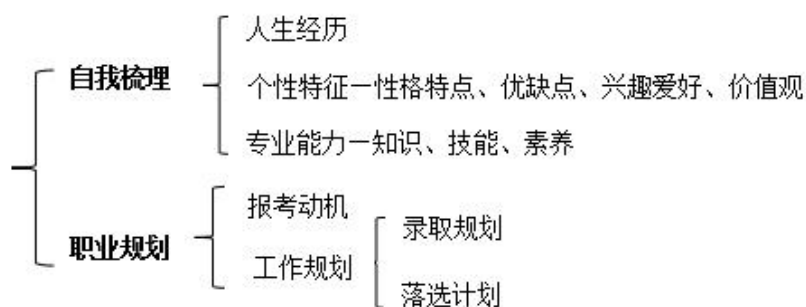 人生经历
自我梳理
个性特征一性格特点、优缺点、兴趣爱好、价值观
专业能力一知识、技能、素养
报考动机
录取规划
职业规划
工作规划
落选计划